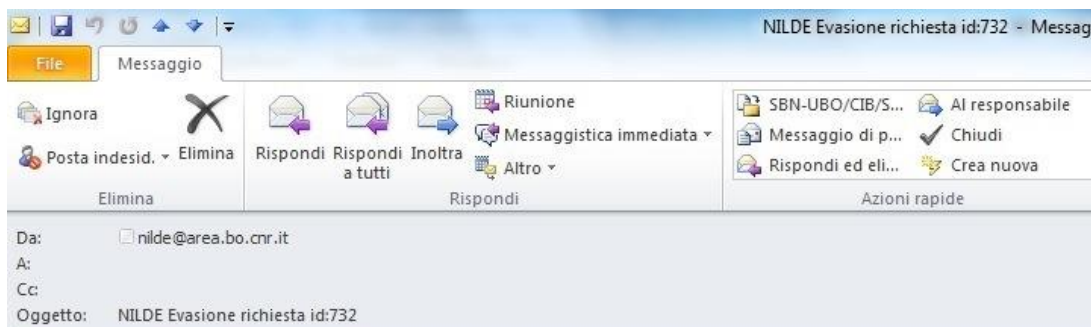 NILDE Evasione richiesta id:732 - Messag
File Messaggio
Ignora
Posta indesid. Elimina
Elimina
Rispondi Rispondi a tutti Inoltra
Riunione
Messaggistica immediata
Altro
Rispondi
SBN-UBO/CIB/S... Al responsabile
Messaggio di p... Chiudi
Rispondi ed eli... Crea nuova
Azioni rapide
Da: nilde@area.bo.cnr.it
A:
Cc:
Oggetto: NILDE Evasione richiesta id:732